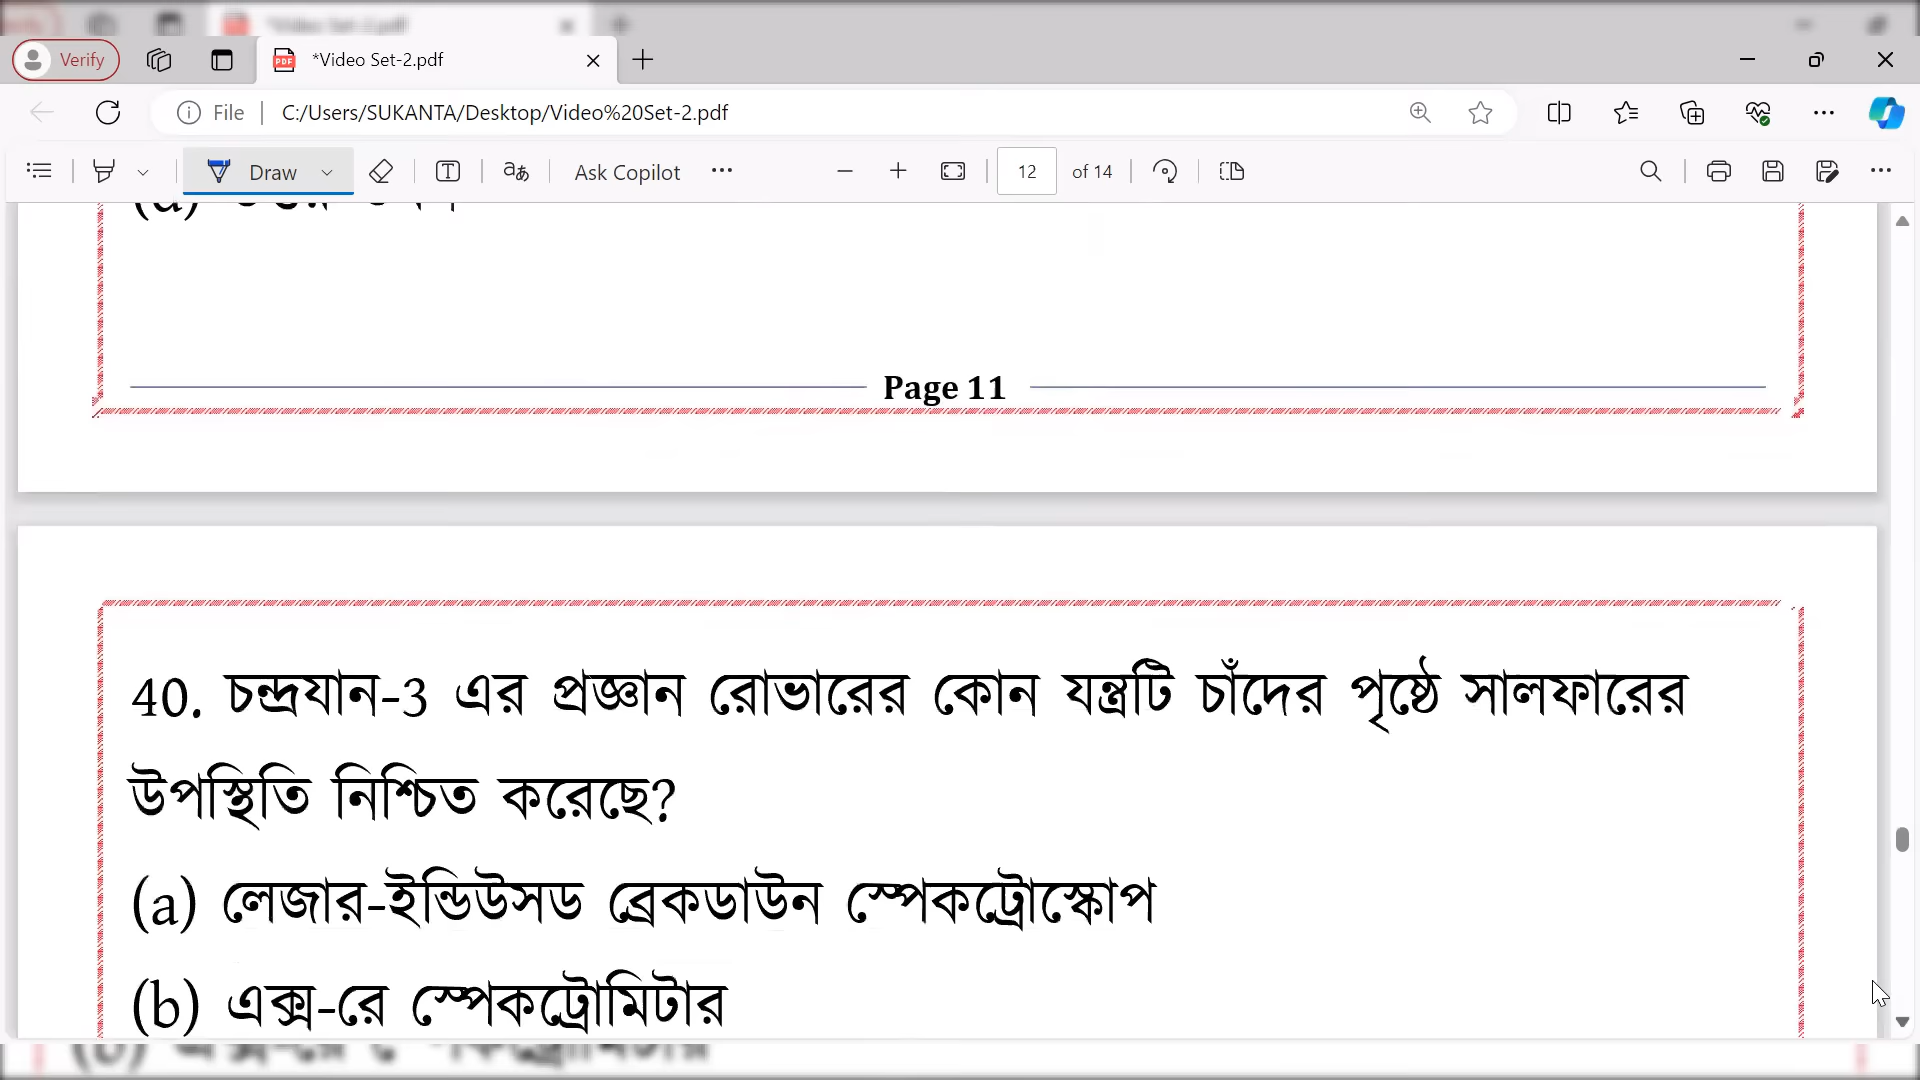 Verify
*Video Set-2.pdf
File
C:/Users/SUKANTA/Desktop/Video%20Set-2.pdf
Draw
Ask Copilot
12 of 14
Page 11
40. চন্দ্রযান-3 এর প্রজ্ঞান রোভারের কোন যন্ত্রটি চাঁদের পৃষ্ঠে সালফারের
উপস্থিতি নিশ্চিত করেছে?
(a) লেজার-ইন্ডিউসড ব্রেকডাউন স্পেকট্রোস্কোপ
(b) এক্স-রে স্পেকট্রোমিটার